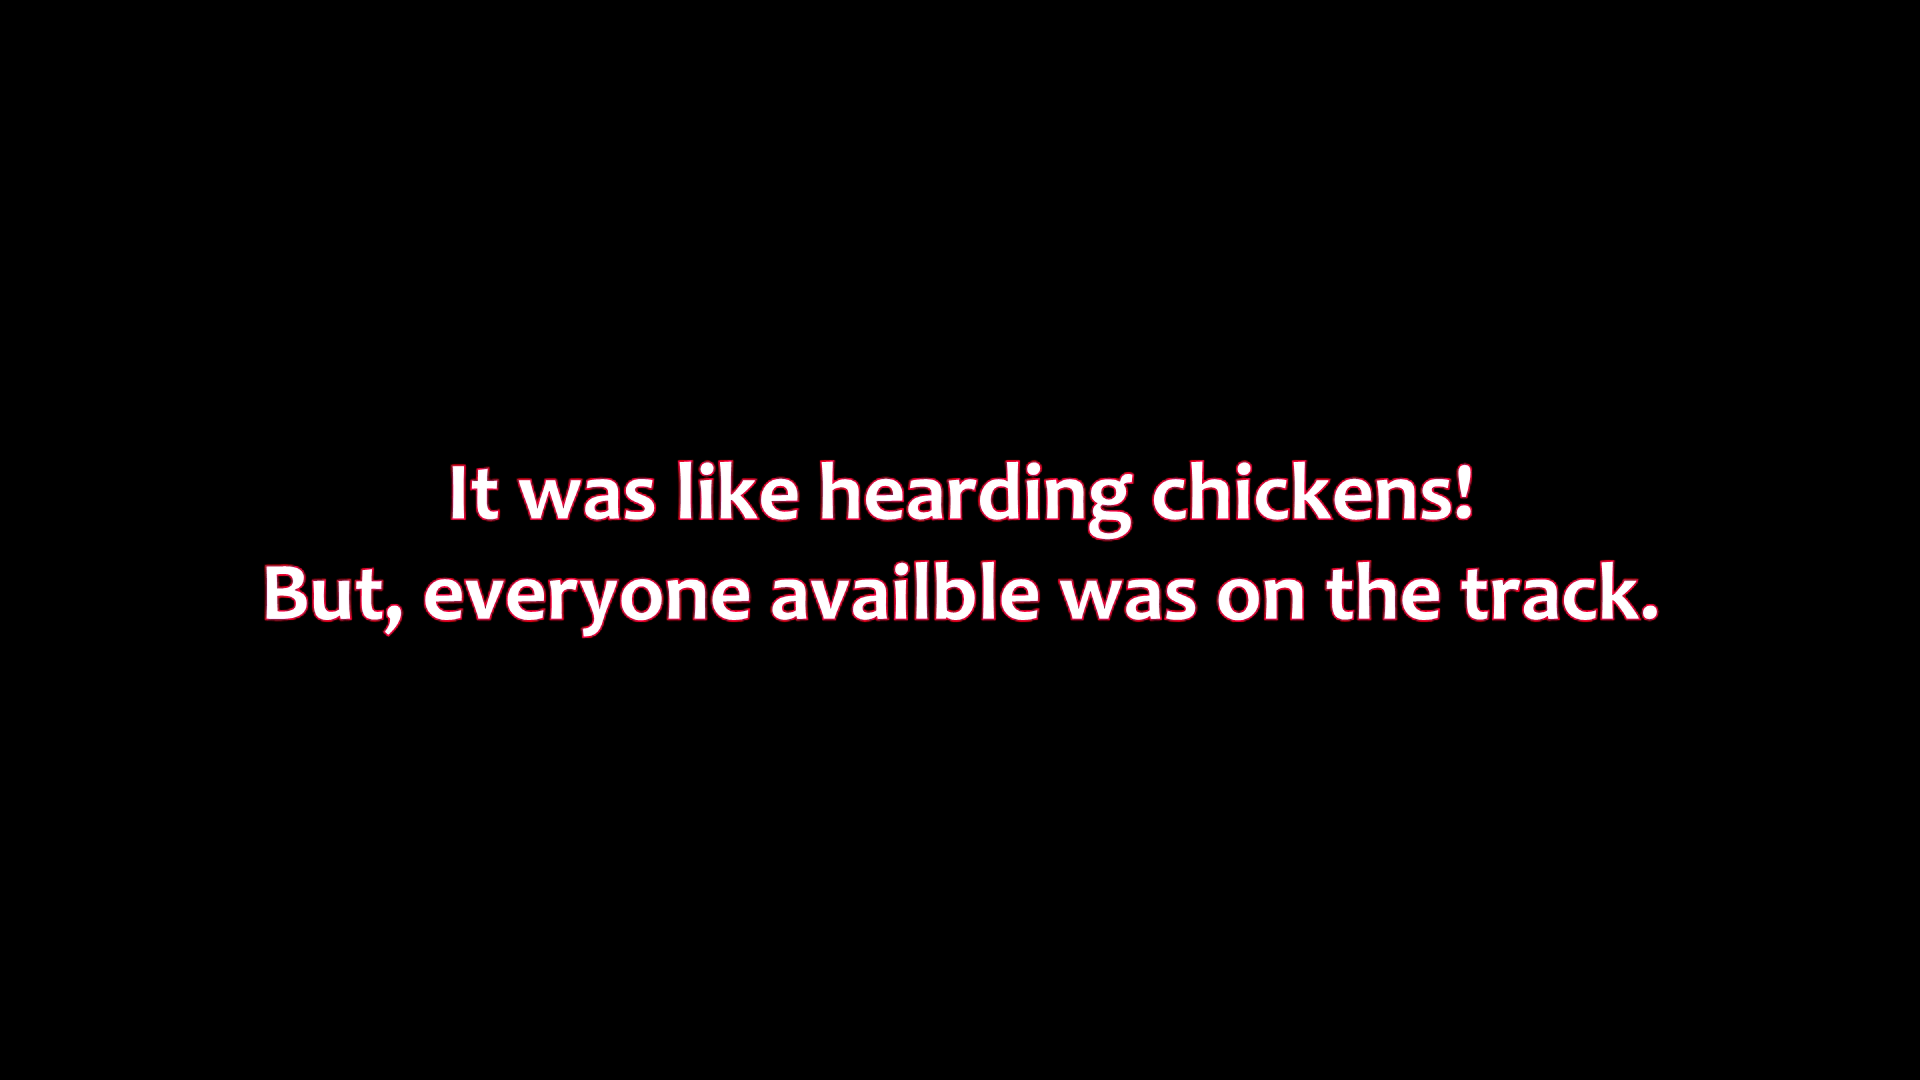 It was like hearding chickens!
But, everyone availble was on the track.